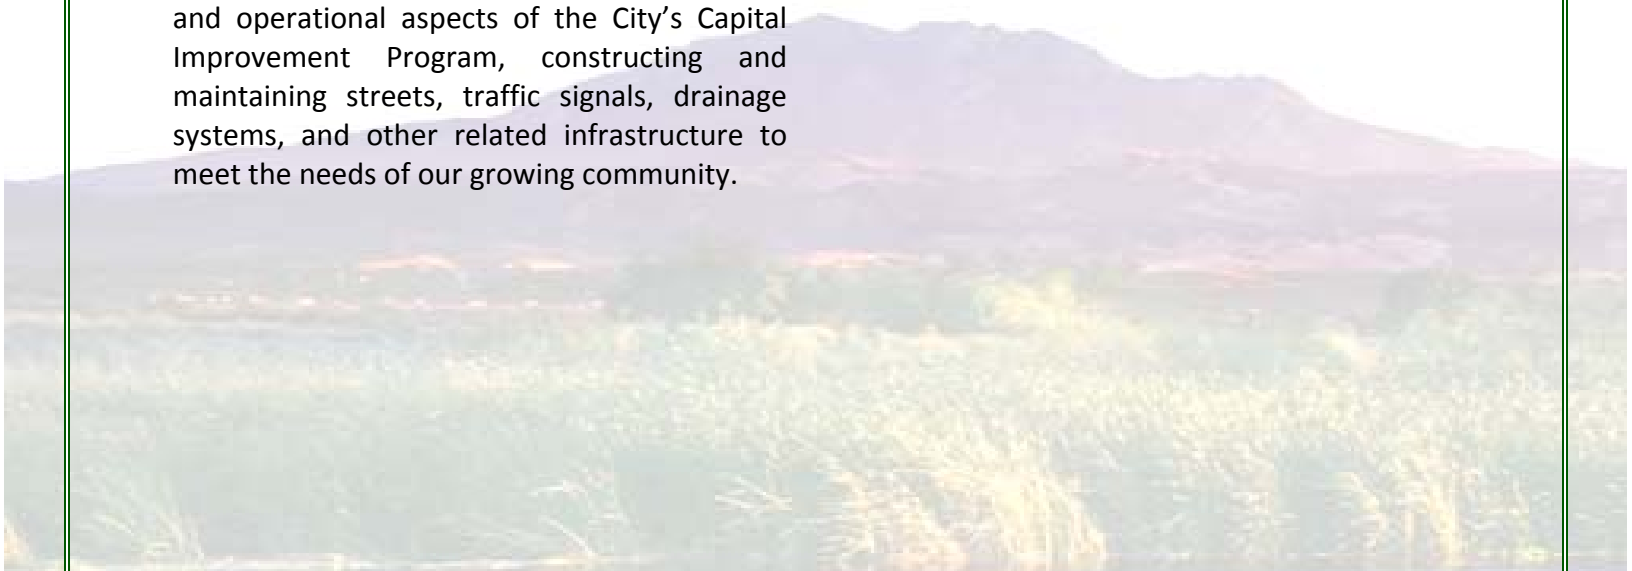 and operational aspects of the City’s Capital
Improvement Program, constructing and
maintaining streets, traffic signals, drainage
systems, and other related infrastructure to
meet the needs of our growing community.